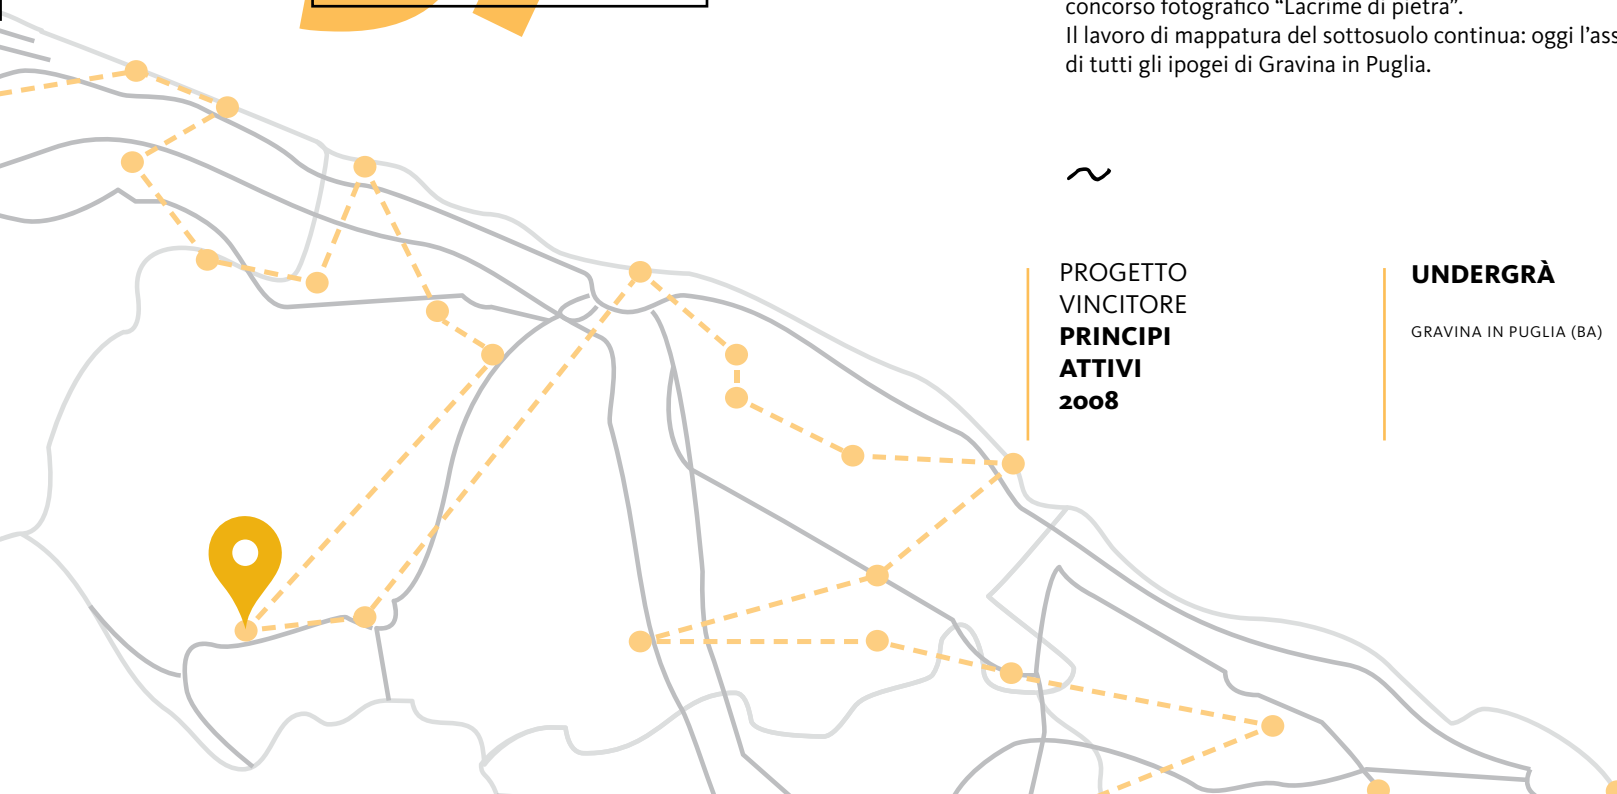 concorso fotografico “Lacrime di pietra”.
Il lavoro di mappatura del sottosuolo continua: oggi l’ass
di tutti gli ipogei di Gravina in Puglia.
PROGETTO
VINCITORE
PRINCIPI
ATTIVI
2008
UNDERGRÀ
GRAVINA IN PUGLIA (BA)